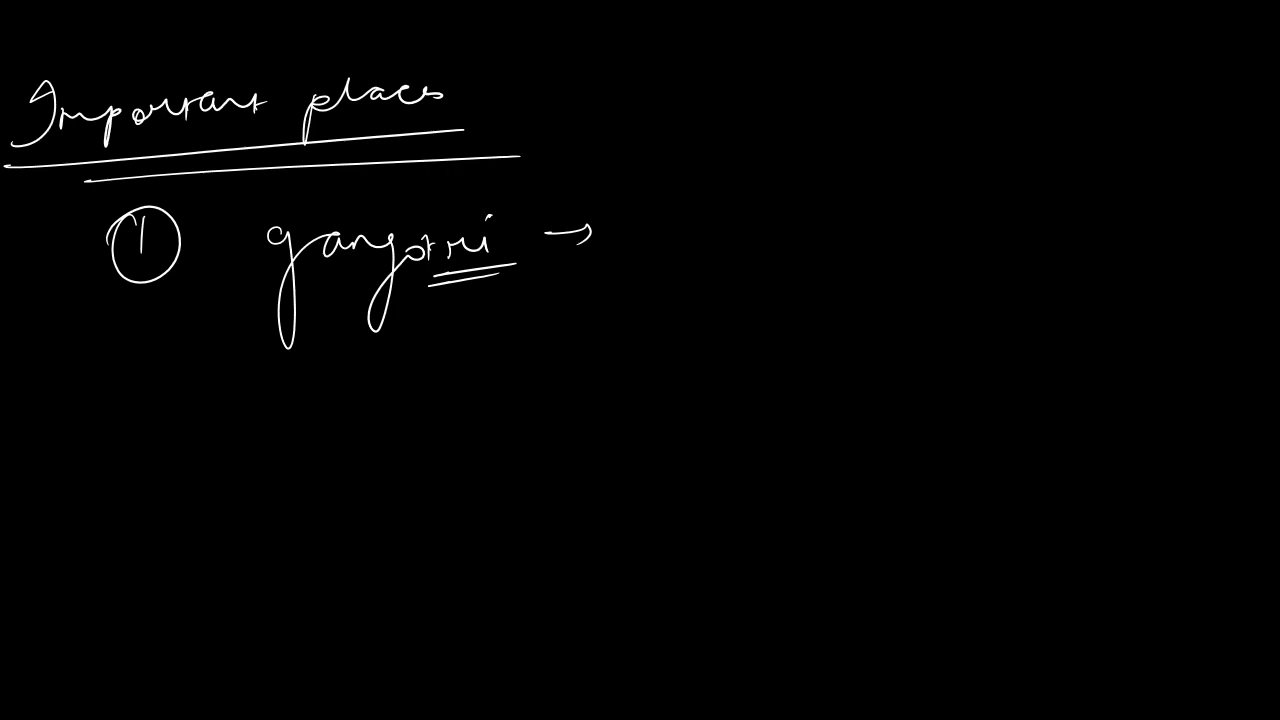 Important places
① gangotri →